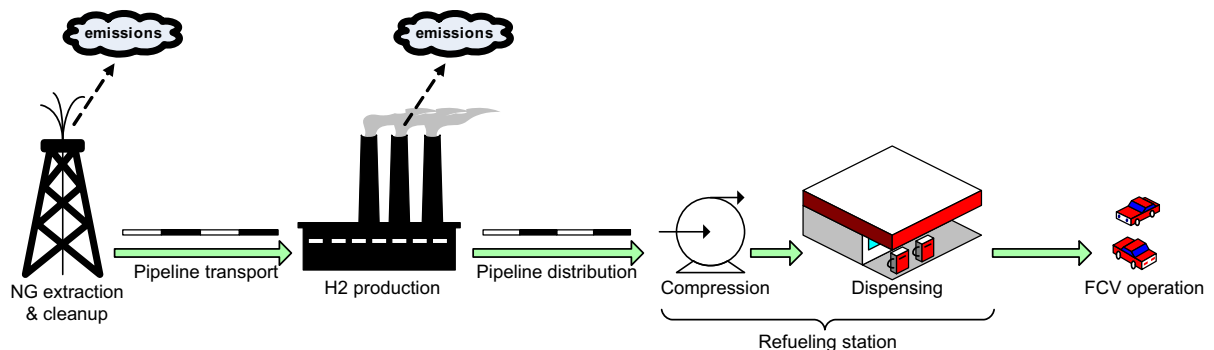 emissions
emissions
Pipeline transport
Pipeline distribution
NG extraction
& cleanup
H2 production
Compression
Dispensing
FCV operation
Refueling station